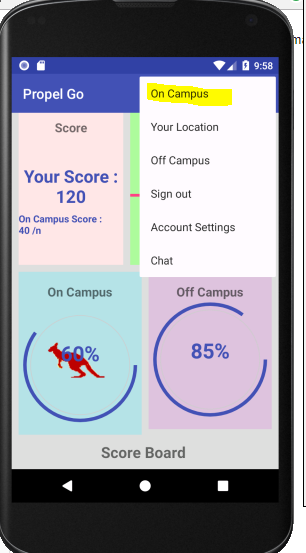 9:58
Propel Go
On Campus
Your Location
Off Campus
Sign out
Account Settings
Chat
Score
Your Score :
120
On Campus Score :
40 /n
On Campus
60%
Off Campus
85%
Score Board